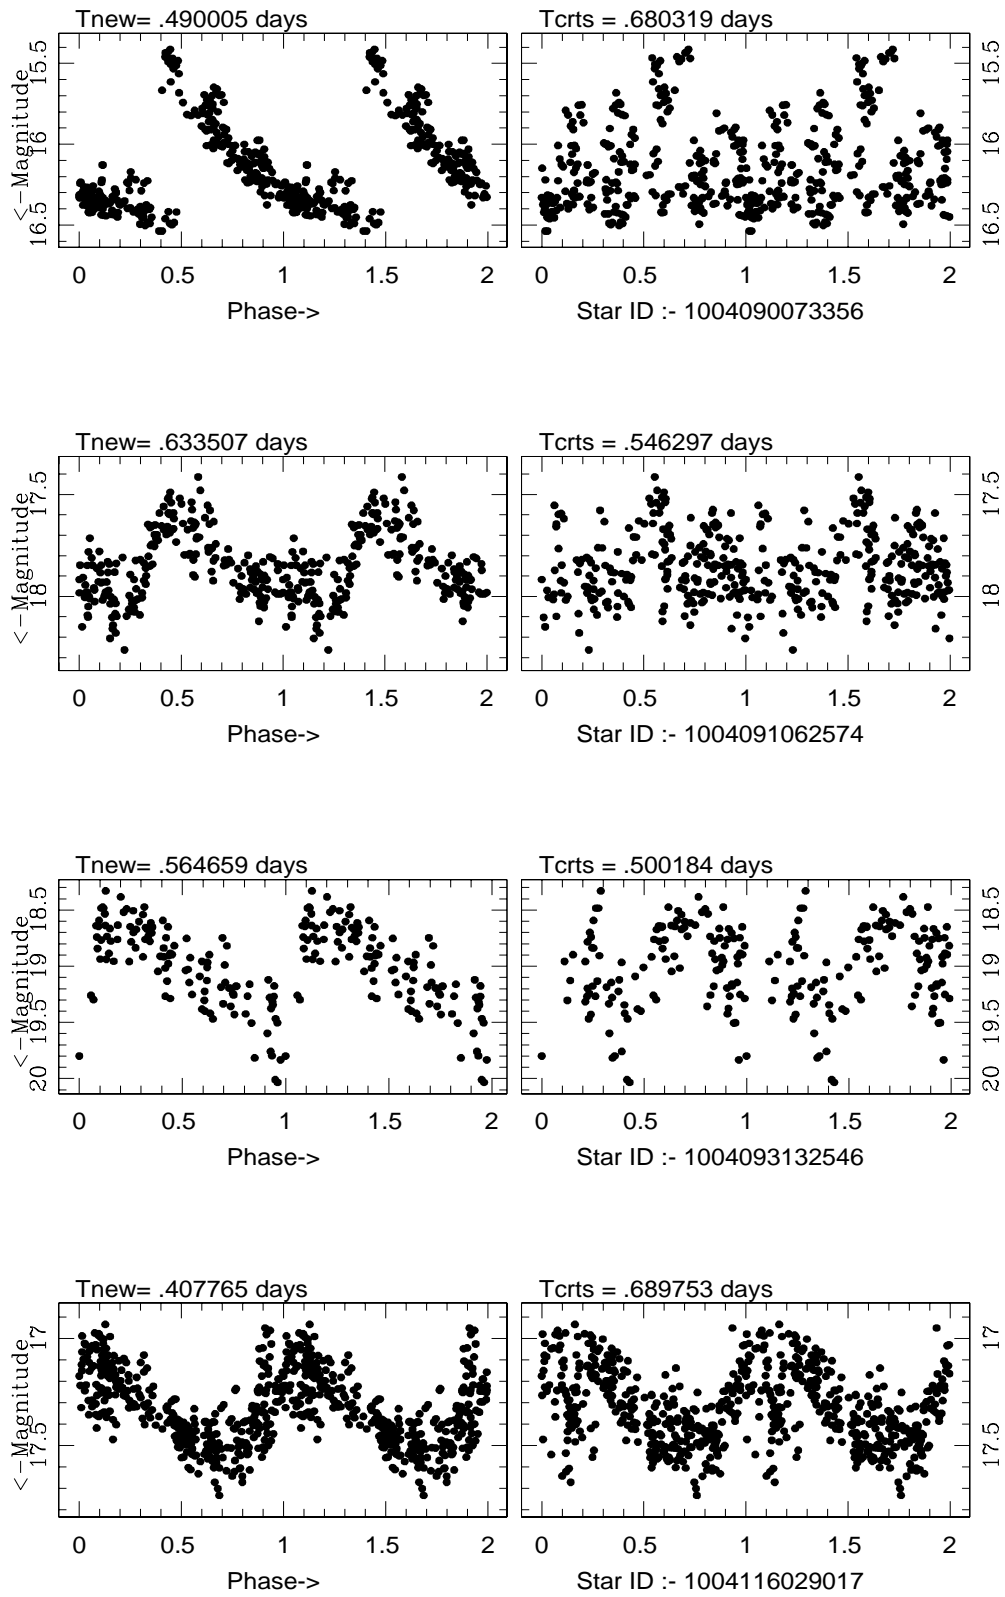 Tnew= .490005 days Tcrts = .680319 days
<-Magnitude
15.5 16 16.5
15.5 16 16.5
0 0.5 1 1.5 2 0 0.5 1 1.5 2
Phase-> Star ID :- 1004090073356
Tnew= .633507 days Tcrts = .546297 days
<-Magnitude
17.5 18
17.5 18
0 0.5 1 1.5 2 0 0.5 1 1.5 2
Phase-> Star ID :- 1004091062574
Tnew= .564659 days Tcrts = .500184 days
<-Magnitude
18.5 19 19.5 20
18.5 19 19.5 20
0 0.5 1 1.5 2 0 0.5 1 1.5 2
Phase-> Star ID :- 1004093132546
Tnew= .407765 days Tcrts = .689753 days
<-Magnitude
17 17.5
17 17.5
0 0.5 1 1.5 2 0 0.5 1 1.5 2
Phase-> Star ID :- 1004116029017